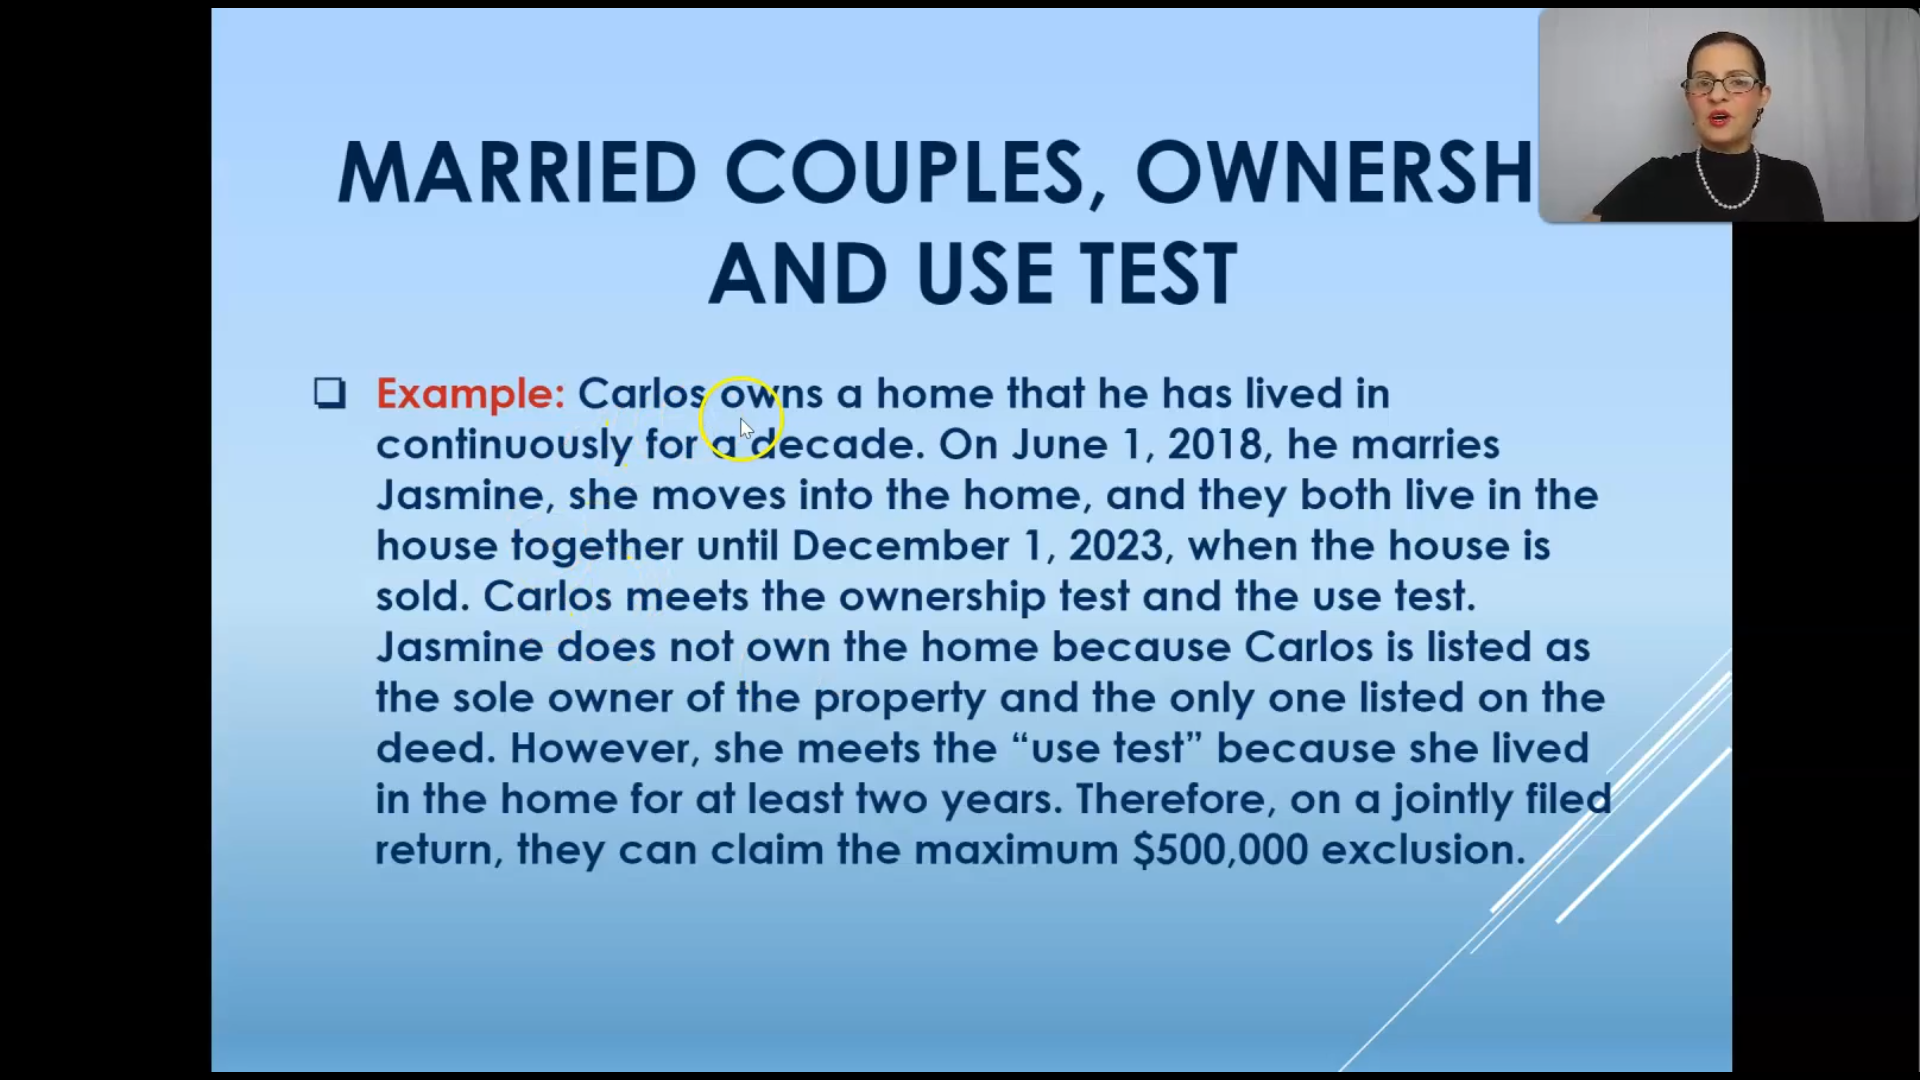 MARRIED COUPLES, OWNERSH
AND USE TEST
Example: Carlos owns a home that he has lived in
continuously for a decade. On June 1, 2018, he marries
Jasmine, she moves into the home, and they both live in the
house together until December 1, 2023, when the house is
sold. Carlos meets the ownership test and the use test.
Jasmine does not own the home because Carlos is listed as
the sole owner of the property and the only one listed on the
deed. However, she meets the “use test” because she lived
in the home for at least two years. Therefore, on a jointly filed
return, they can claim the maximum $500,000 exclusion.